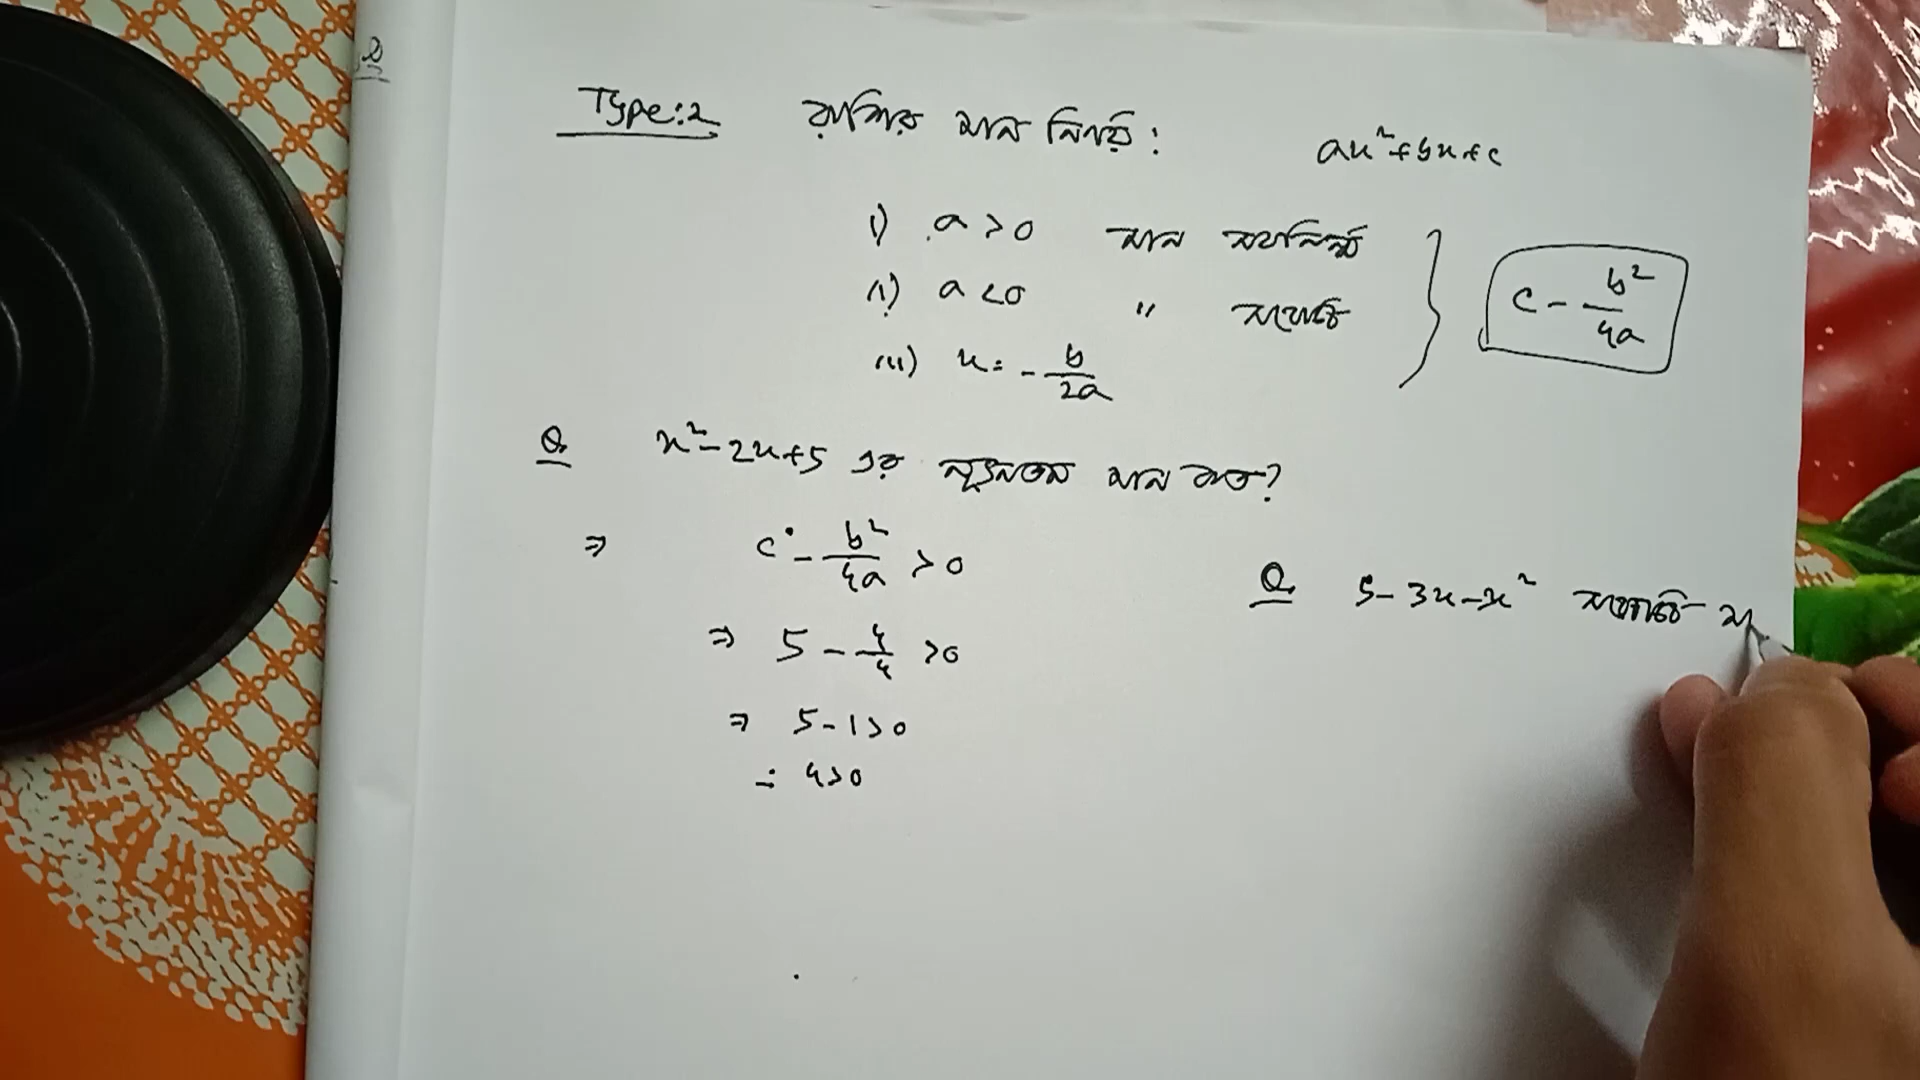 Type:2 রাশির মান নির্ণয় : ax²+bx+c
i) a > 0 মান সর্বনিম্ন
ii) a < 0 " সর্বোচ্চ
iii) x = - b/2a
c - b²/4a
Q x²-2x+5 এর ন্যূনতম মান কত?
⇒ c - b²/4a > 0
⇒ 5 - 4/4 > 0
⇒ 5-1>0
= 4>0
Q 5-3x-x² সর্বোচ্চ